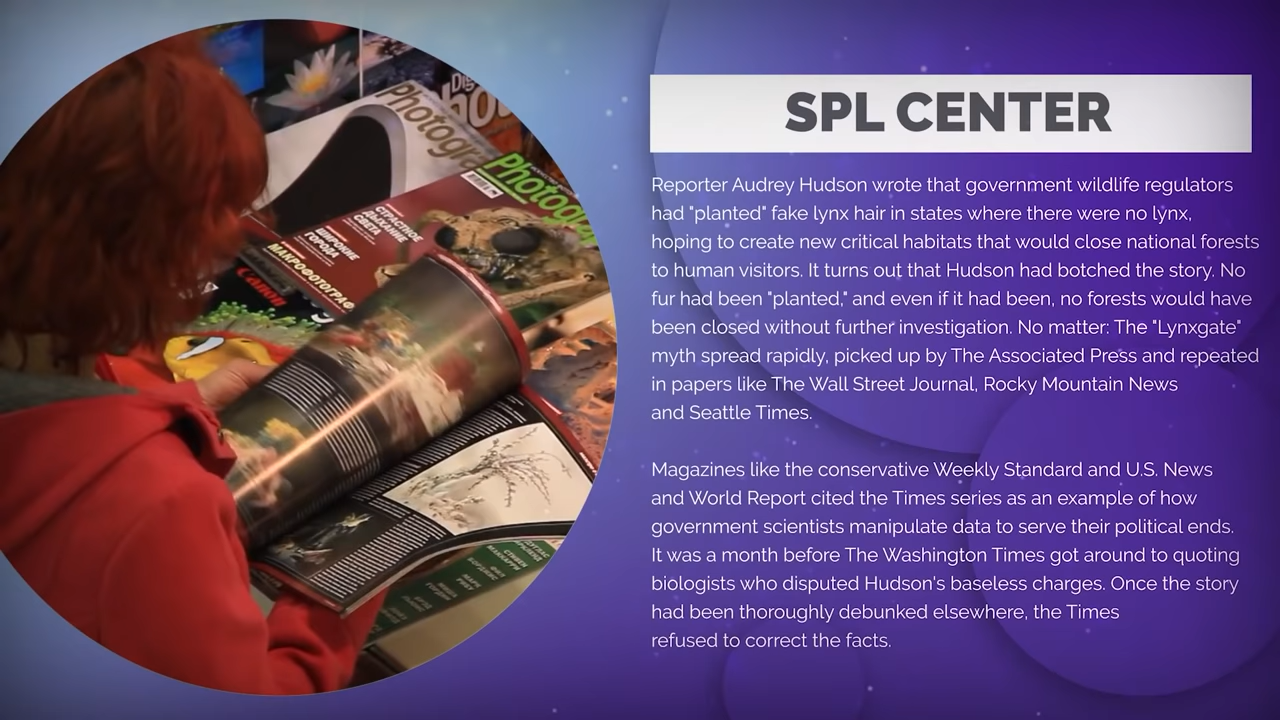 SPL CENTER
Reporter Audrey Hudson wrote that government wildlife regulators
had "planted" fake lynx hair in states where there were no lynx,
hoping to create new critical habitats that would close national forests
to human visitors. It turns out that Hudson had botched the story. No
fur had been "planted," and even if it had been, no forests would have
been closed without further investigation. No matter: The "Lynxgate"
myth spread rapidly, picked up by The Associated Press and repeated
in papers like The Wall Street Journal, Rocky Mountain News
and Seattle Times.
Magazines like the conservative Weekly Standard and U.S. News
and World Report cited the Times series as an example of how
government scientists manipulate data to serve their political ends.
It was a month before The Washington Times got around to quoting
biologists who disputed Hudson's baseless charges. Once the story
had been thoroughly debunked elsewhere, the Times
refused to correct the facts.
СТРАСТНОЕ
ДЫХАНИЕ
СВЕТА
ШИРОКИЕ
ГОРОДА
Canon